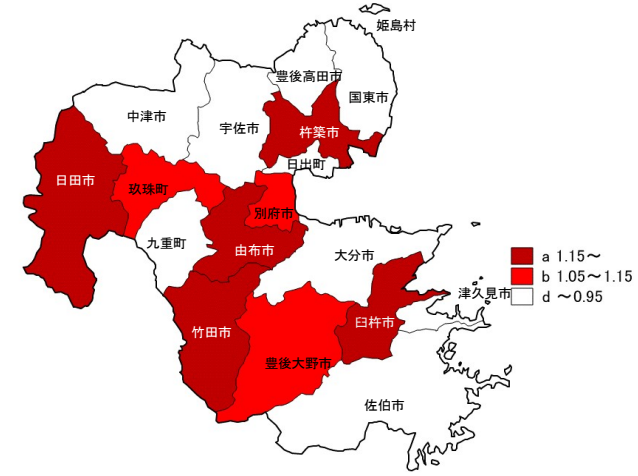 姫島村
豊後高田市
国東市
中津市
宇佐市
杵築市
日出町
日田市
玖珠町
別府市
九重町
由布市
大分市
津久見市
臼杵市
竹田市
豊後大野市
佐伯市
a 1.15～
b 1.05～1.15
d ～0.95